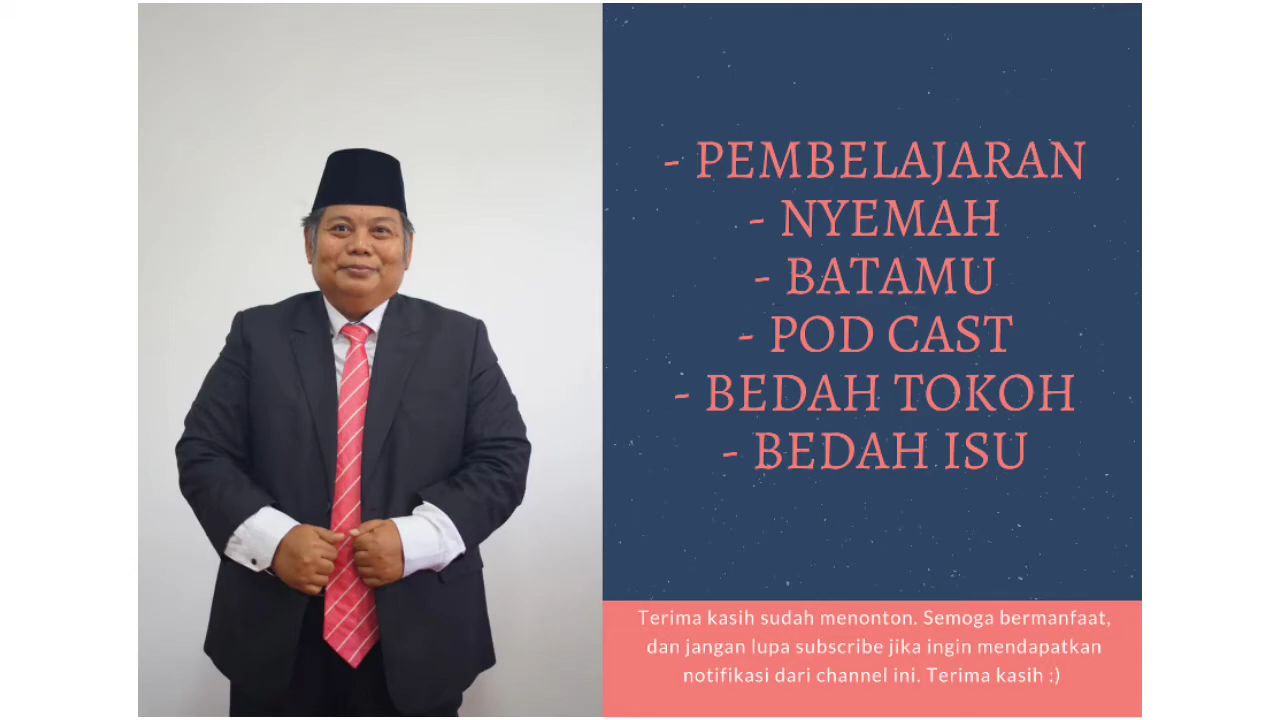 - PEMBELAJARAN
- NYEMAH
- BATAMU
- POD CAST
- BEDAH TOKOH
- BEDAH ISU
Terima kasih sudah menonton. Semoga bermanfaat,
dan jangan lupa subscribe jika ingin mendapatkan
notifikasi dari channel ini. Terima kasih :)